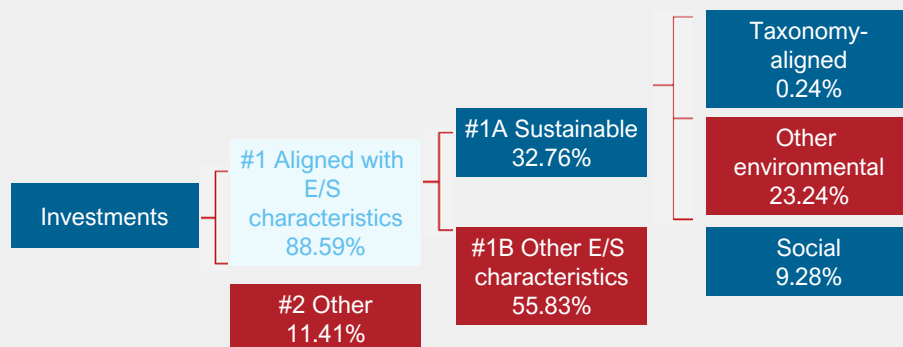 Investments
#1 Aligned with
E/S
characteristics
88.59%
#2 Other
11.41%
#1A Sustainable
32.76%
#1B Other E/S
characteristics
55.83%
Taxonomy-
aligned
0.24%
Other
environmental
23.24%
Social
9.28%